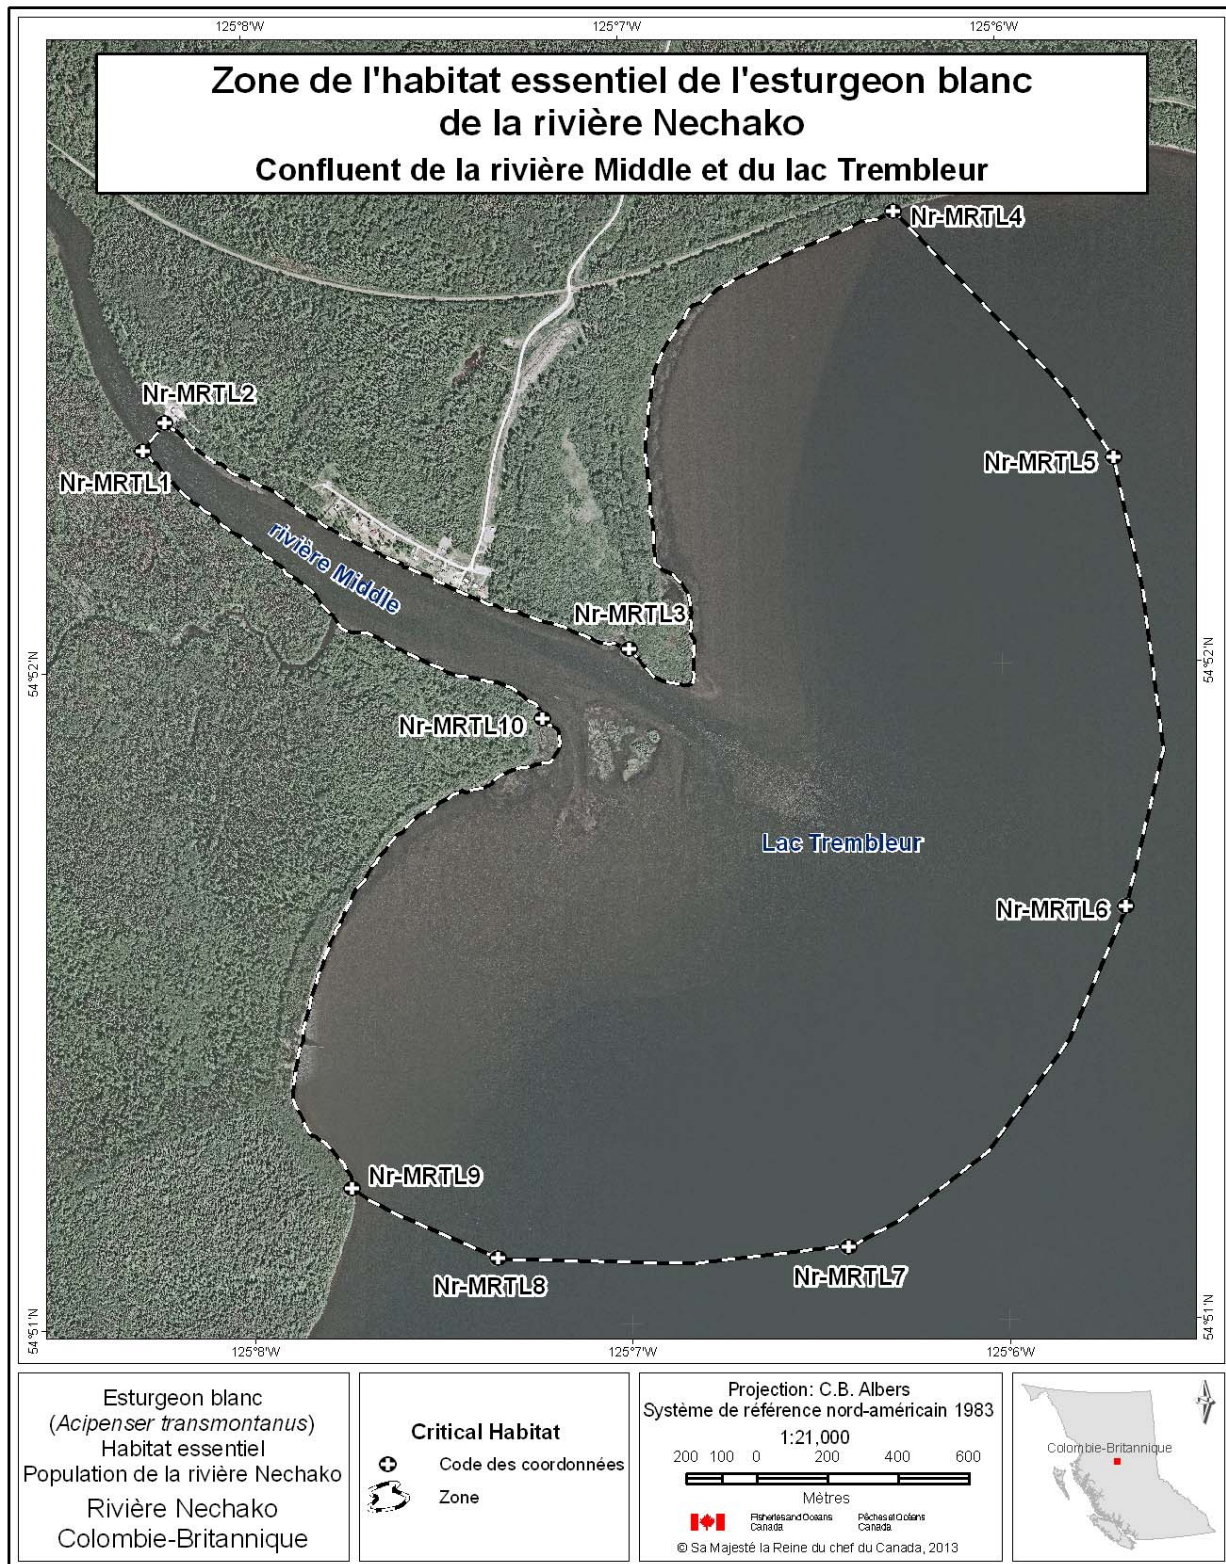 125°8'W
125°7'W
125°6'W
Zone de l'habitat essentiel de l'esturgeon blanc
de la rivière Nechako
Confluent de la rivière Middle et du lac Trembleur
Nr-MRTL4
Nr-MRTL2
Nr-MRTL1
Nr-MRTL5
rivière Middle
Nr-MRTL3
54°52'N
54°52'N
Nr-MRTL10
Lac Trembleur
Nr-MRTL6
Nr-MRTL9
Nr-MRTL8
Nr-MRTL7
54°51'N
54°51'N
125°8'W
125°7'W
125°6'W
Esturgeon blanc
(Acipenser transmontanus)
Habitat essentiel
Population de la rivière Nechako
Rivière Nechako
Colombie-Britannique
Critical Habitat
Code des coordonnées
Zone
Projection: C.B. Albers
Système de référence nord-américain 1983
1:21,000
200 100 0 200 400 600
Mètres
Fisheries and Oceans
Canada
Pêches et Océans
Canada
© Sa Majesté la Reine du chef du Canada, 2013
Colombie-Britannique